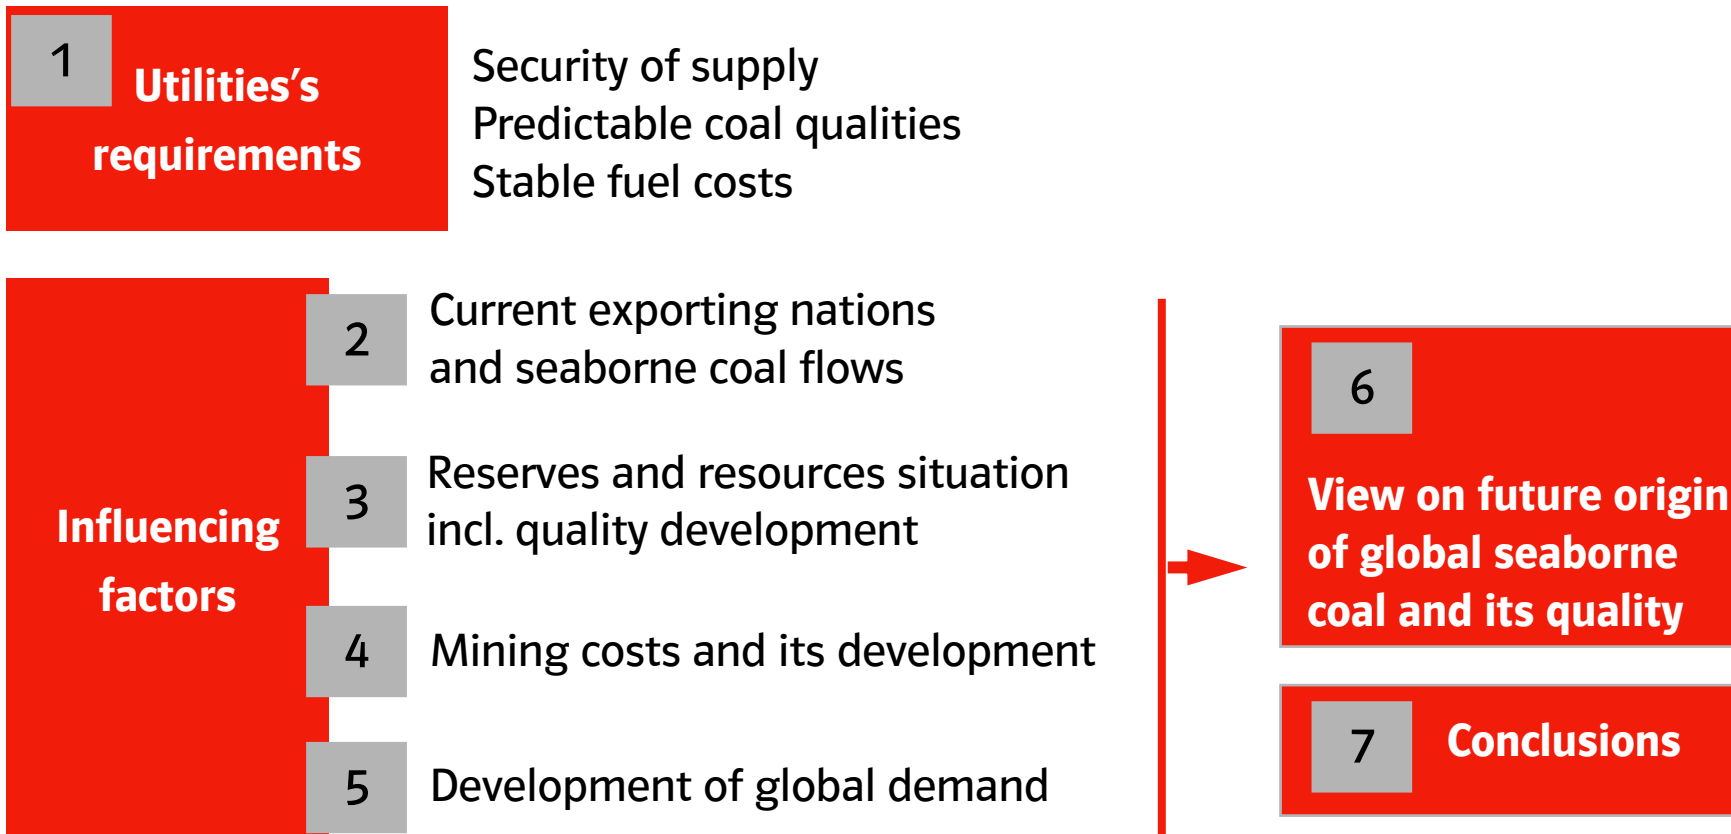 1
Utilities's
requirements
Security of supply
Predictable coal qualities
Stable fuel costs
Influencing
factors
2
Current exporting nations
and seaborne coal flows
3
Reserves and resources situation
incl. quality development
4
Mining costs and its development
5
Development of global demand
6
View on future origin
of global seaborne
coal and its quality
7
Conclusions